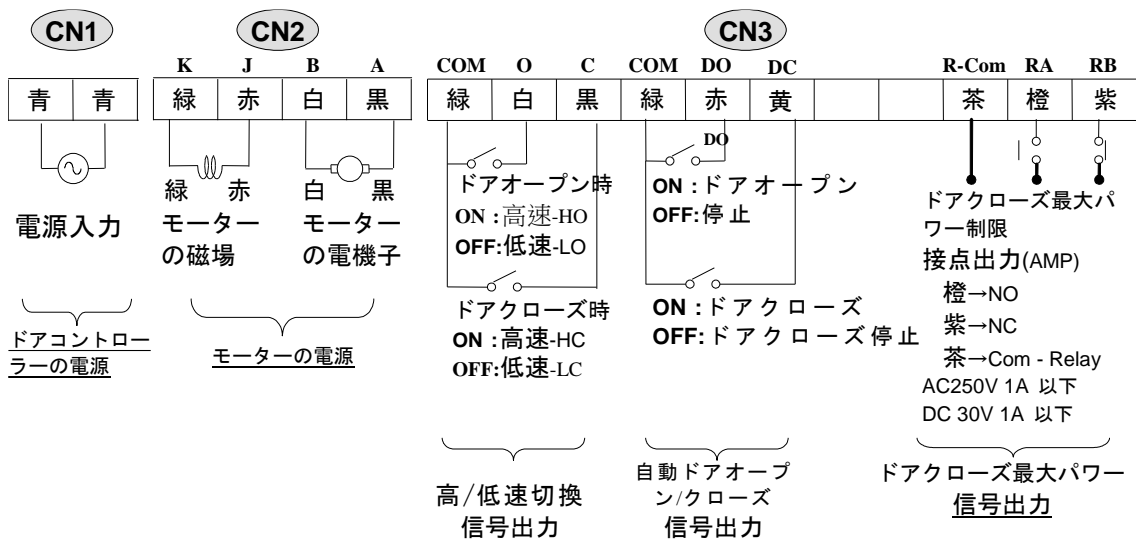 CN1
CN2
CN3
K J B A COM O C COM DO DC R-Com RA RB
青 青 緑 赤 白 黒 緑 白 黒 緑 赤 黄 茶 橙 紫
DO
緑 赤 白 黒
電源入力
モーター
の磁場
モーター
の電機子
ドアオープン時
ON :高速-HO
OFF:低速-LO
ドアクローズ時
ON :高速-HC
OFF:低速-LC
ON :ドアオープン
OFF:停止
ON :ドアクローズ
OFF:ドアクローズ停止
ドアクローズ最大パ
ワー制限
接点出力(AMP)
橙→NO
紫→NC
茶→Com - Relay
AC250V 1A 以下
DC 30V 1A 以下
ドアコントロー
ラーの電源
モーターの電源
高/低速切換
信号出力
自動ドアオープ
ン/クローズ
信号出力
ドアクローズ最大パワー
信号出力